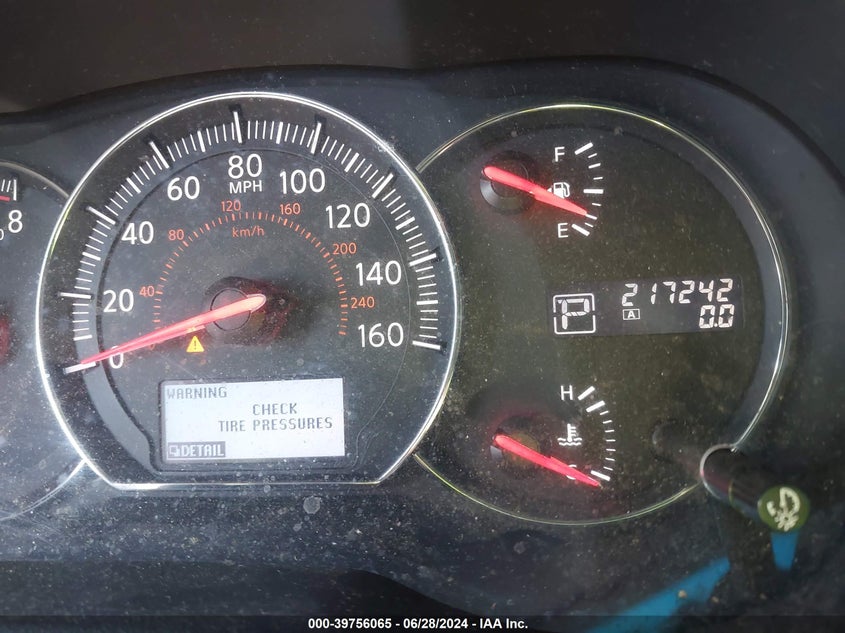 8
0
20
40
60
80
MPH
100
120
140
160
40
80
120
160
200
240
km/h
WARNING
CHECK
TIRE PRESSURES
DETAIL
F
E
P
217242
A
0.0
H
000-39756065 / 06/28/2024 - IAA Inc.